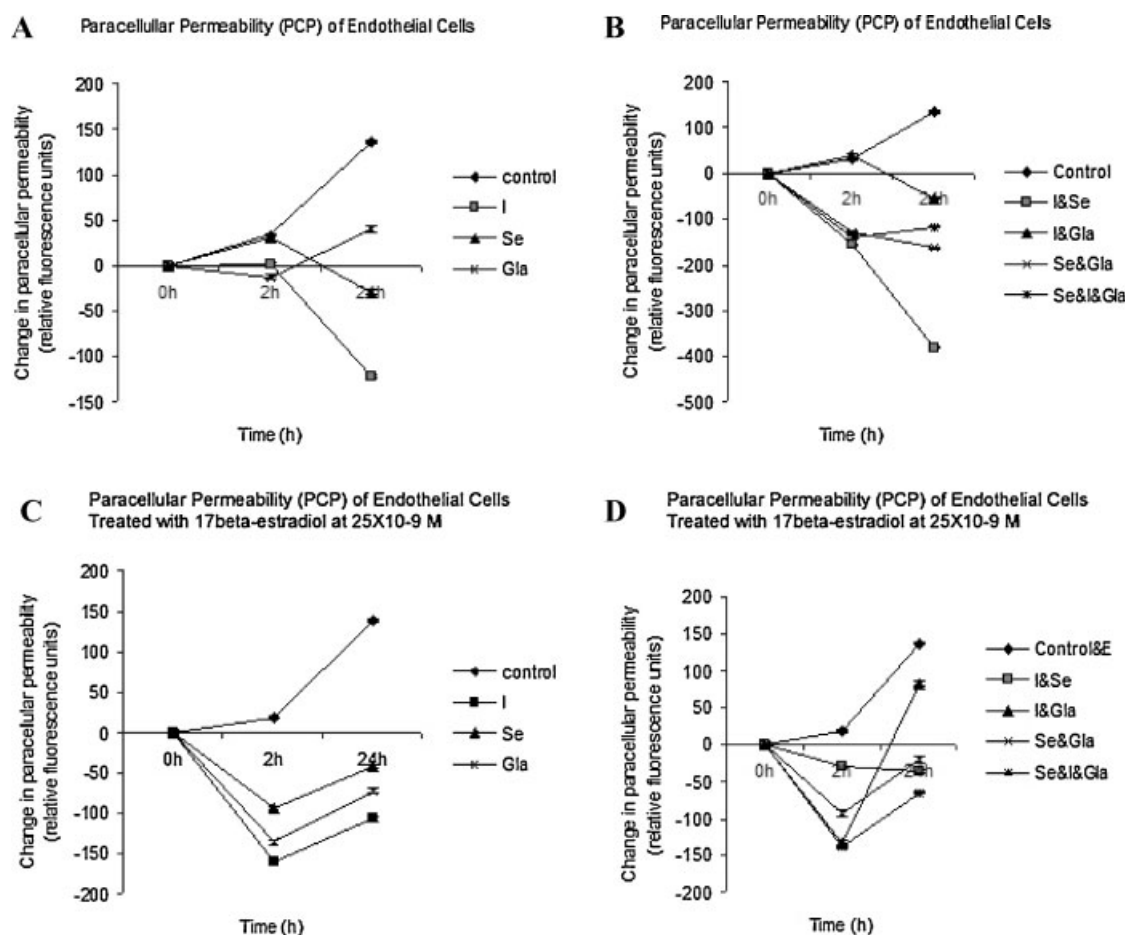 A
Paracellular Permeability (PCP) of Endothelial Cells
Change in paracellular permeablity
(relative fluorescence units)
200
150
100
50
0
-50
-100
-150
0h
2h
24h
Time (h)
control
I
Se
Gla
B
Paracellular Permeability (PCP) of Endothelial Cells
Change in paracellular permeability
(relative fluorescence units)
200
100
0
-100
-200
-300
-400
-500
0h
2h
Time (h)
Control
I&Se
I&Gla
Se&Gla
Se&I&Gla
C
Paracellular Permeability (PCP) of Endothelial Cells
Treated with 17beta-estradiol at 25X10-9 M
Change in paracellular permeability
(relative fluorescence units)
200
150
100
50
0
-50
-100
-150
-200
0h
2h
24h
Time (h)
control
I
Se
Gla
D
Paracellular Permeability (PCP) of Endothelial Cells
Treated with 17beta-estradiol at 25X10-9 M
Change in paracellular permeability
(relative fluorescence units)
200
150
100
50
0
-50
-100
-150
-200
0h
2h
Time (h)
Control&E
I&Se
I&Gla
Se&Gla
Se&I&Gla